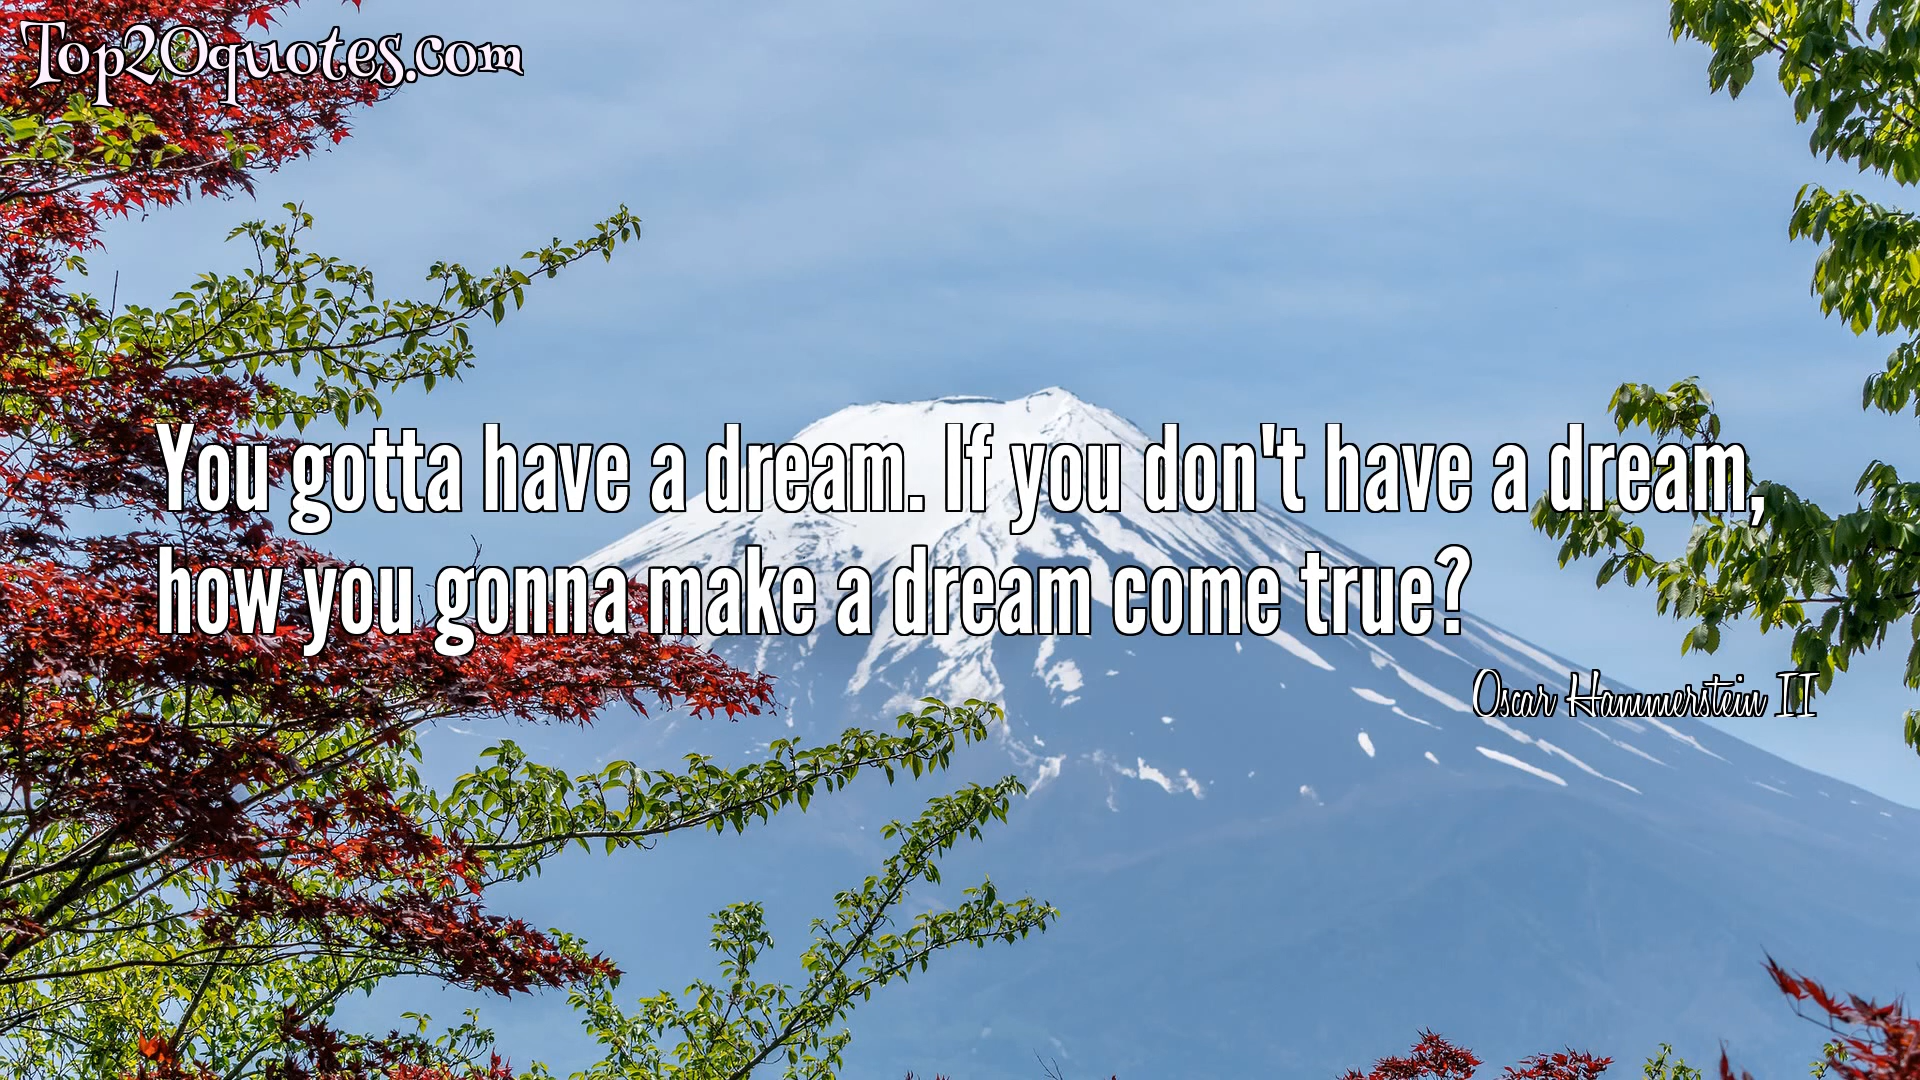 Top20quotes.com
You gotta have a dream. If you don't have a dream,
how you gonna make a dream come true?
Oscar Hammerstein II